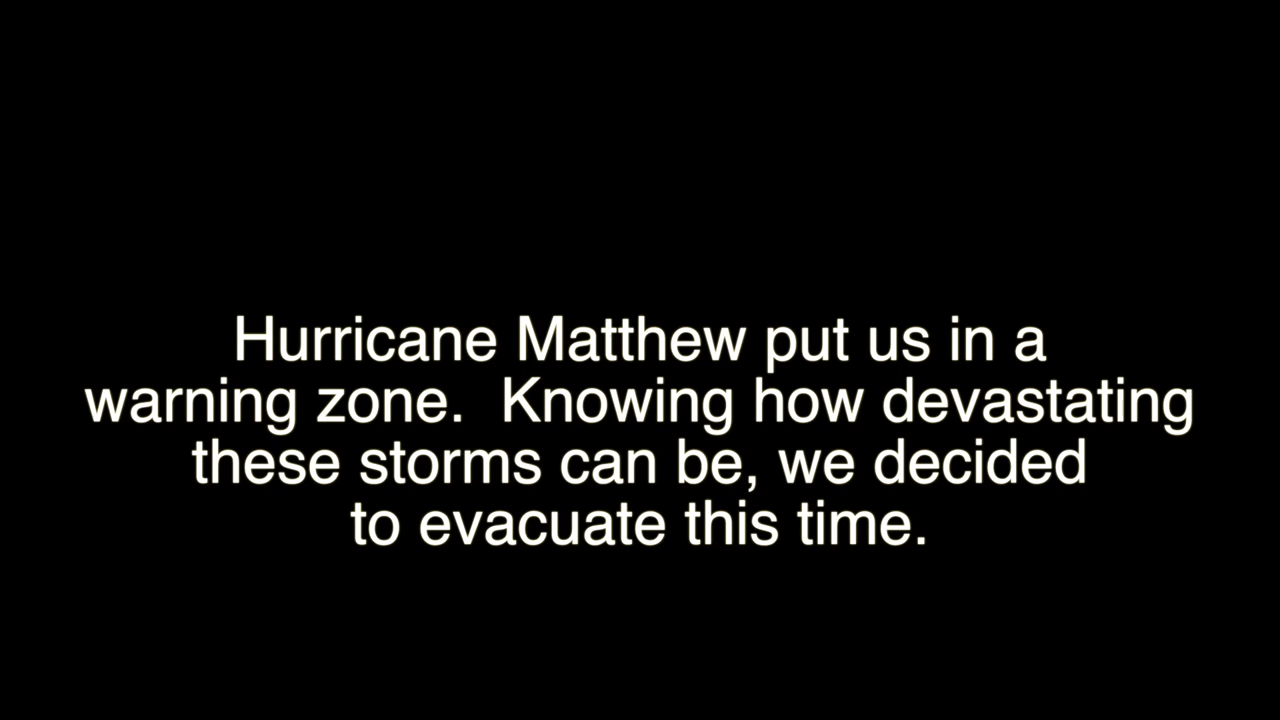 Hurricane Matthew put us in a
warning zone.  Knowing how devastating
these storms can be, we decided
to evacuate this time.